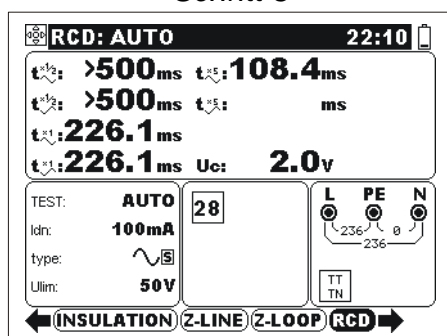 RCD: AUTO 22:10
t×½: >500ms t×5: 108.4ms
t×½: >500ms t×5: ms
t×1: 226.1ms
t×1: 226.1ms Uc: 2.0V
TEST: AUTO
Idn: 100mA
type: S
Ulim: 50V
28
L PE N
236 0
236
TT
TN
INSULATION Z-LINE Z-LOOP RCD